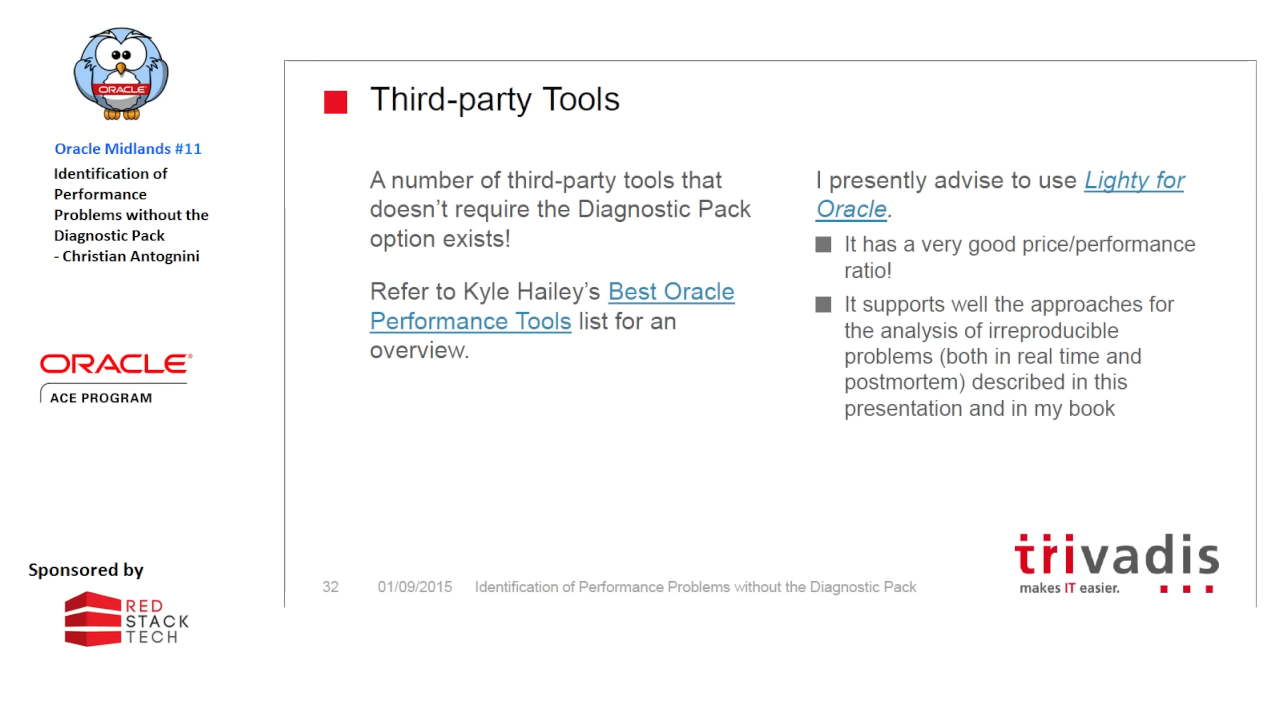 ORACLE
Oracle Midlands #11
Identification of
Performance
Problems without the
Diagnostic Pack
- Christian Antognini
ORACLE®
ACE PROGRAM
Sponsored by
RED
STACK
TECH
Third-party Tools
A number of third-party tools that
doesn't require the Diagnostic Pack
option exists!
Refer to Kyle Hailey's Best Oracle
Performance Tools list for an
overview.
I presently advise to use Lighty for
Oracle.
It has a very good price/performance
ratio!
It supports well the approaches for
the analysis of irreproducible
problems (both in real time and
postmortem) described in this
presentation and in my book
32 01/09/2015 Identification of Performance Problems without the Diagnostic Pack
trivadis
makes IT easier.